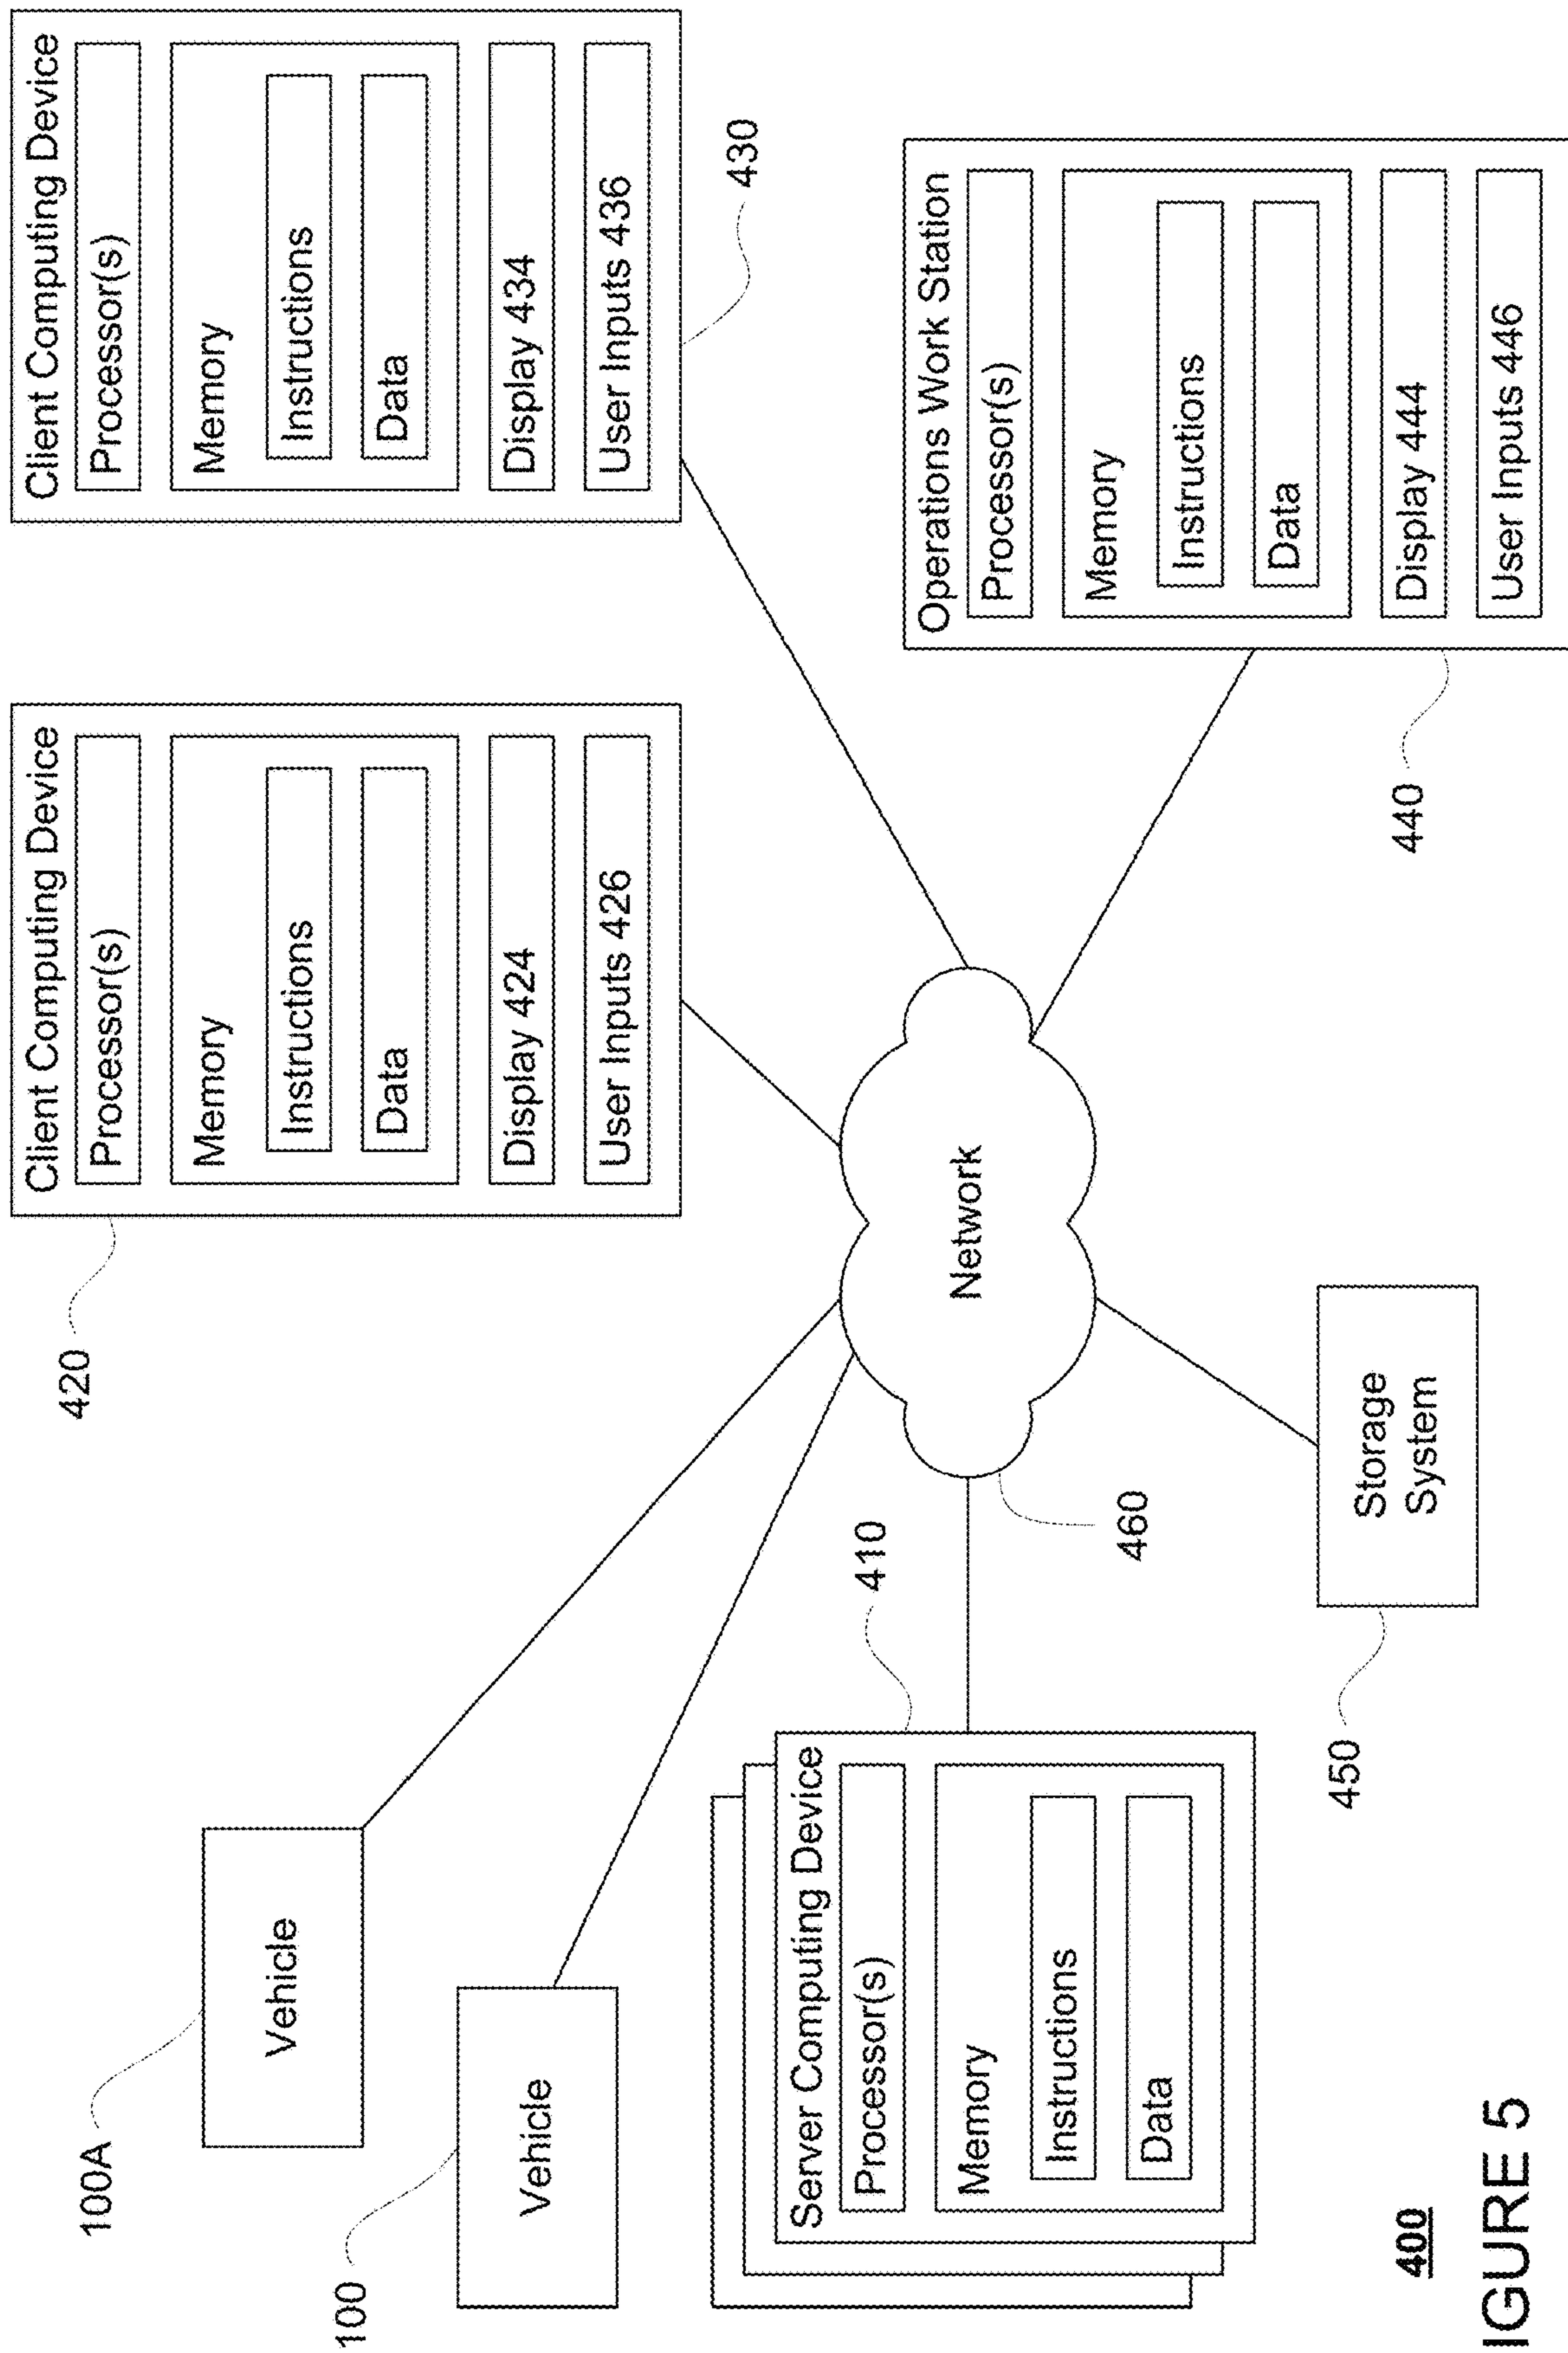 100A
Vehicle
100
Vehicle
420
Client Computing Device
Processor(s)
Memory
Instructions
Data
Display 424
User Inputs 426
Client Computing Device
Processor(s)
Memory
Instructions
Data
Display 434
User Inputs 436
430
Server Computing Device
Processor(s)
Memory
Instructions
Data
410
Network
460
Storage
System
450
Operations Work Station
Processor(s)
Memory
Instructions
Data
Display 444
User Inputs 446
440
400
IGURE 5